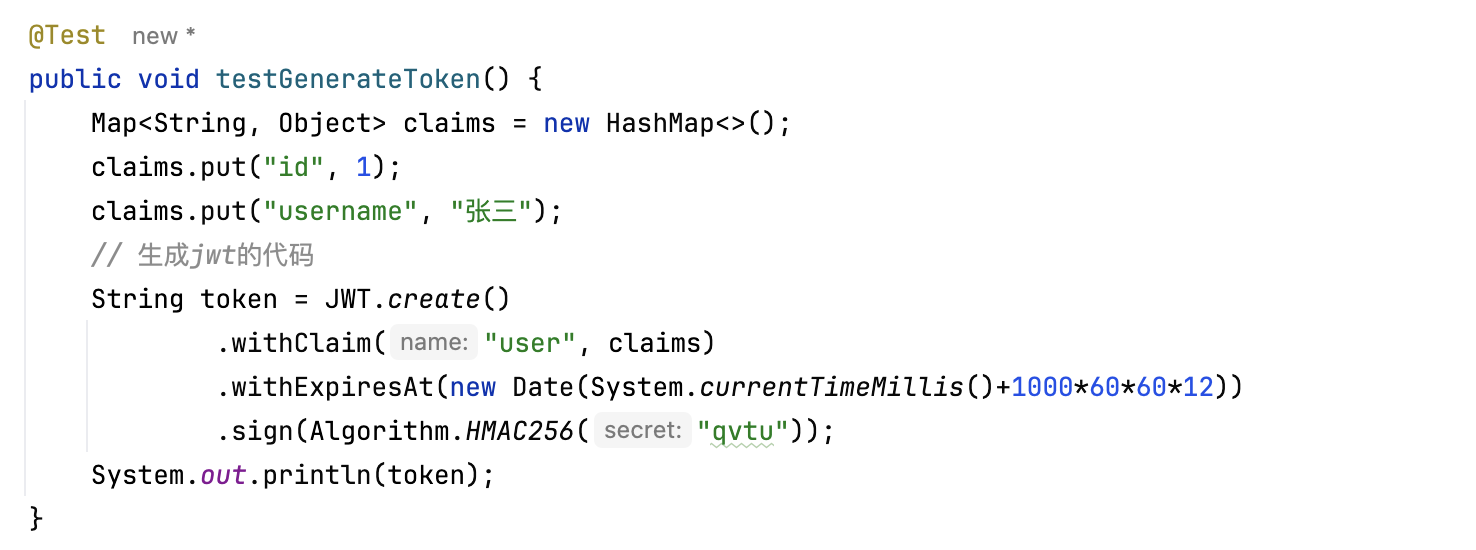 @Test new *
public void testGenerateToken() {
    Map<String, Object> claims = new HashMap<>();
    claims.put("id", 1);
    claims.put("username", "张三");
    // 生成jwt的代码
    String token = JWT.create()
            .withClaim( name: "user", claims)
            .withExpiresAt(new Date(System.currentTimeMillis()+1000*60*60*12))
            .sign(Algorithm.HMAC256( secret: "qvtu"));
    System.out.println(token);
}